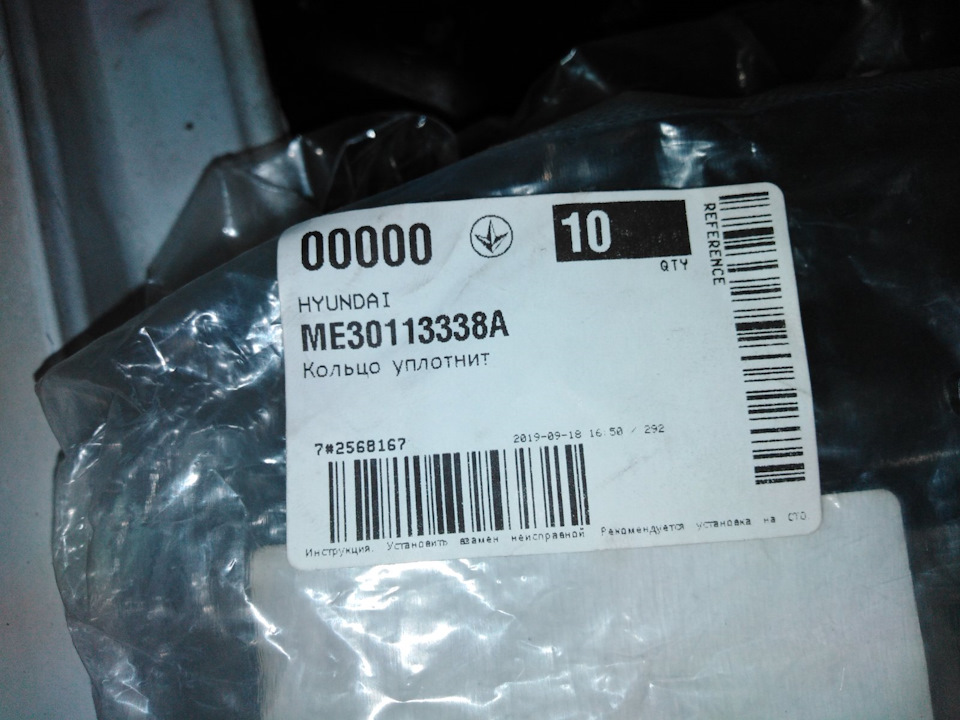 00000
10
QTY
REFERENCE
HYUNDAI
ME30113338A
Кольцо уплотнит
7#2568167
2019-09-18 16:50 / 292
Инструкция. Установить взамен неисправной Рекомендуется установка на СТО.